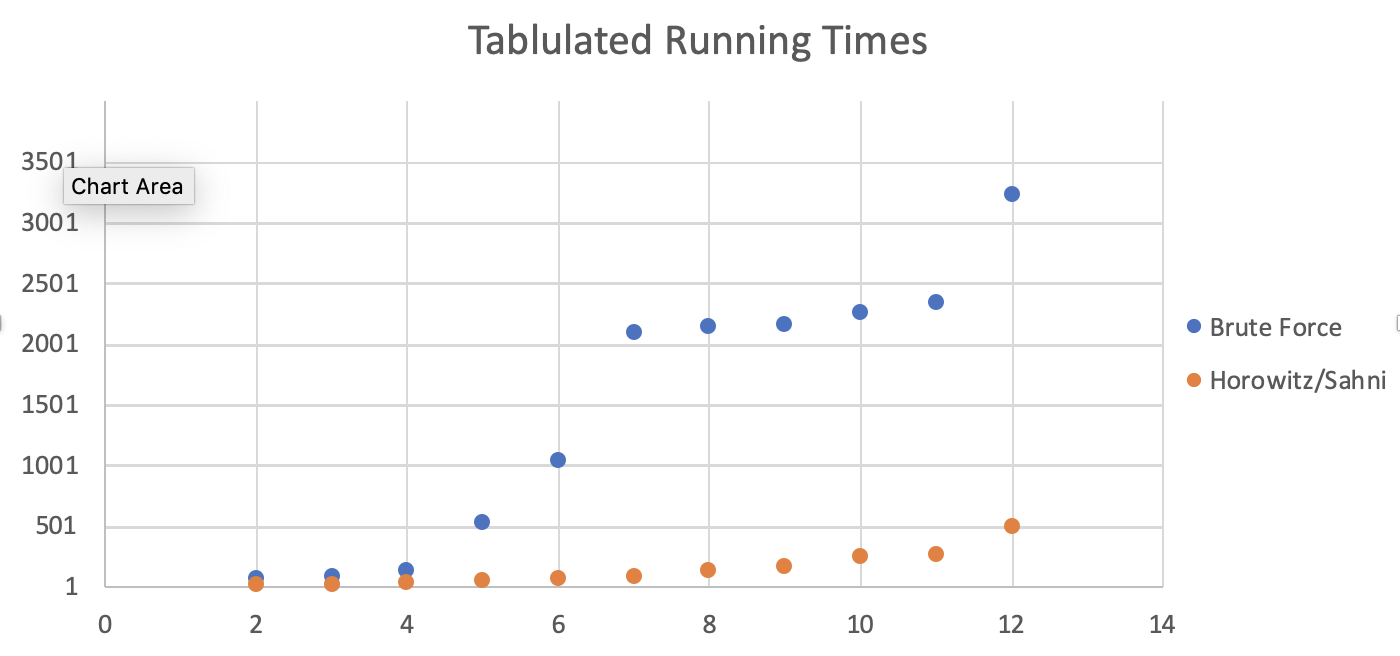 Tablulated Running Times
3501
Chart Area
3001
2501
2001
1501
1001
501
1
0 2 4 6 8 10 12 14
Brute Force
Horowitz/Sahni